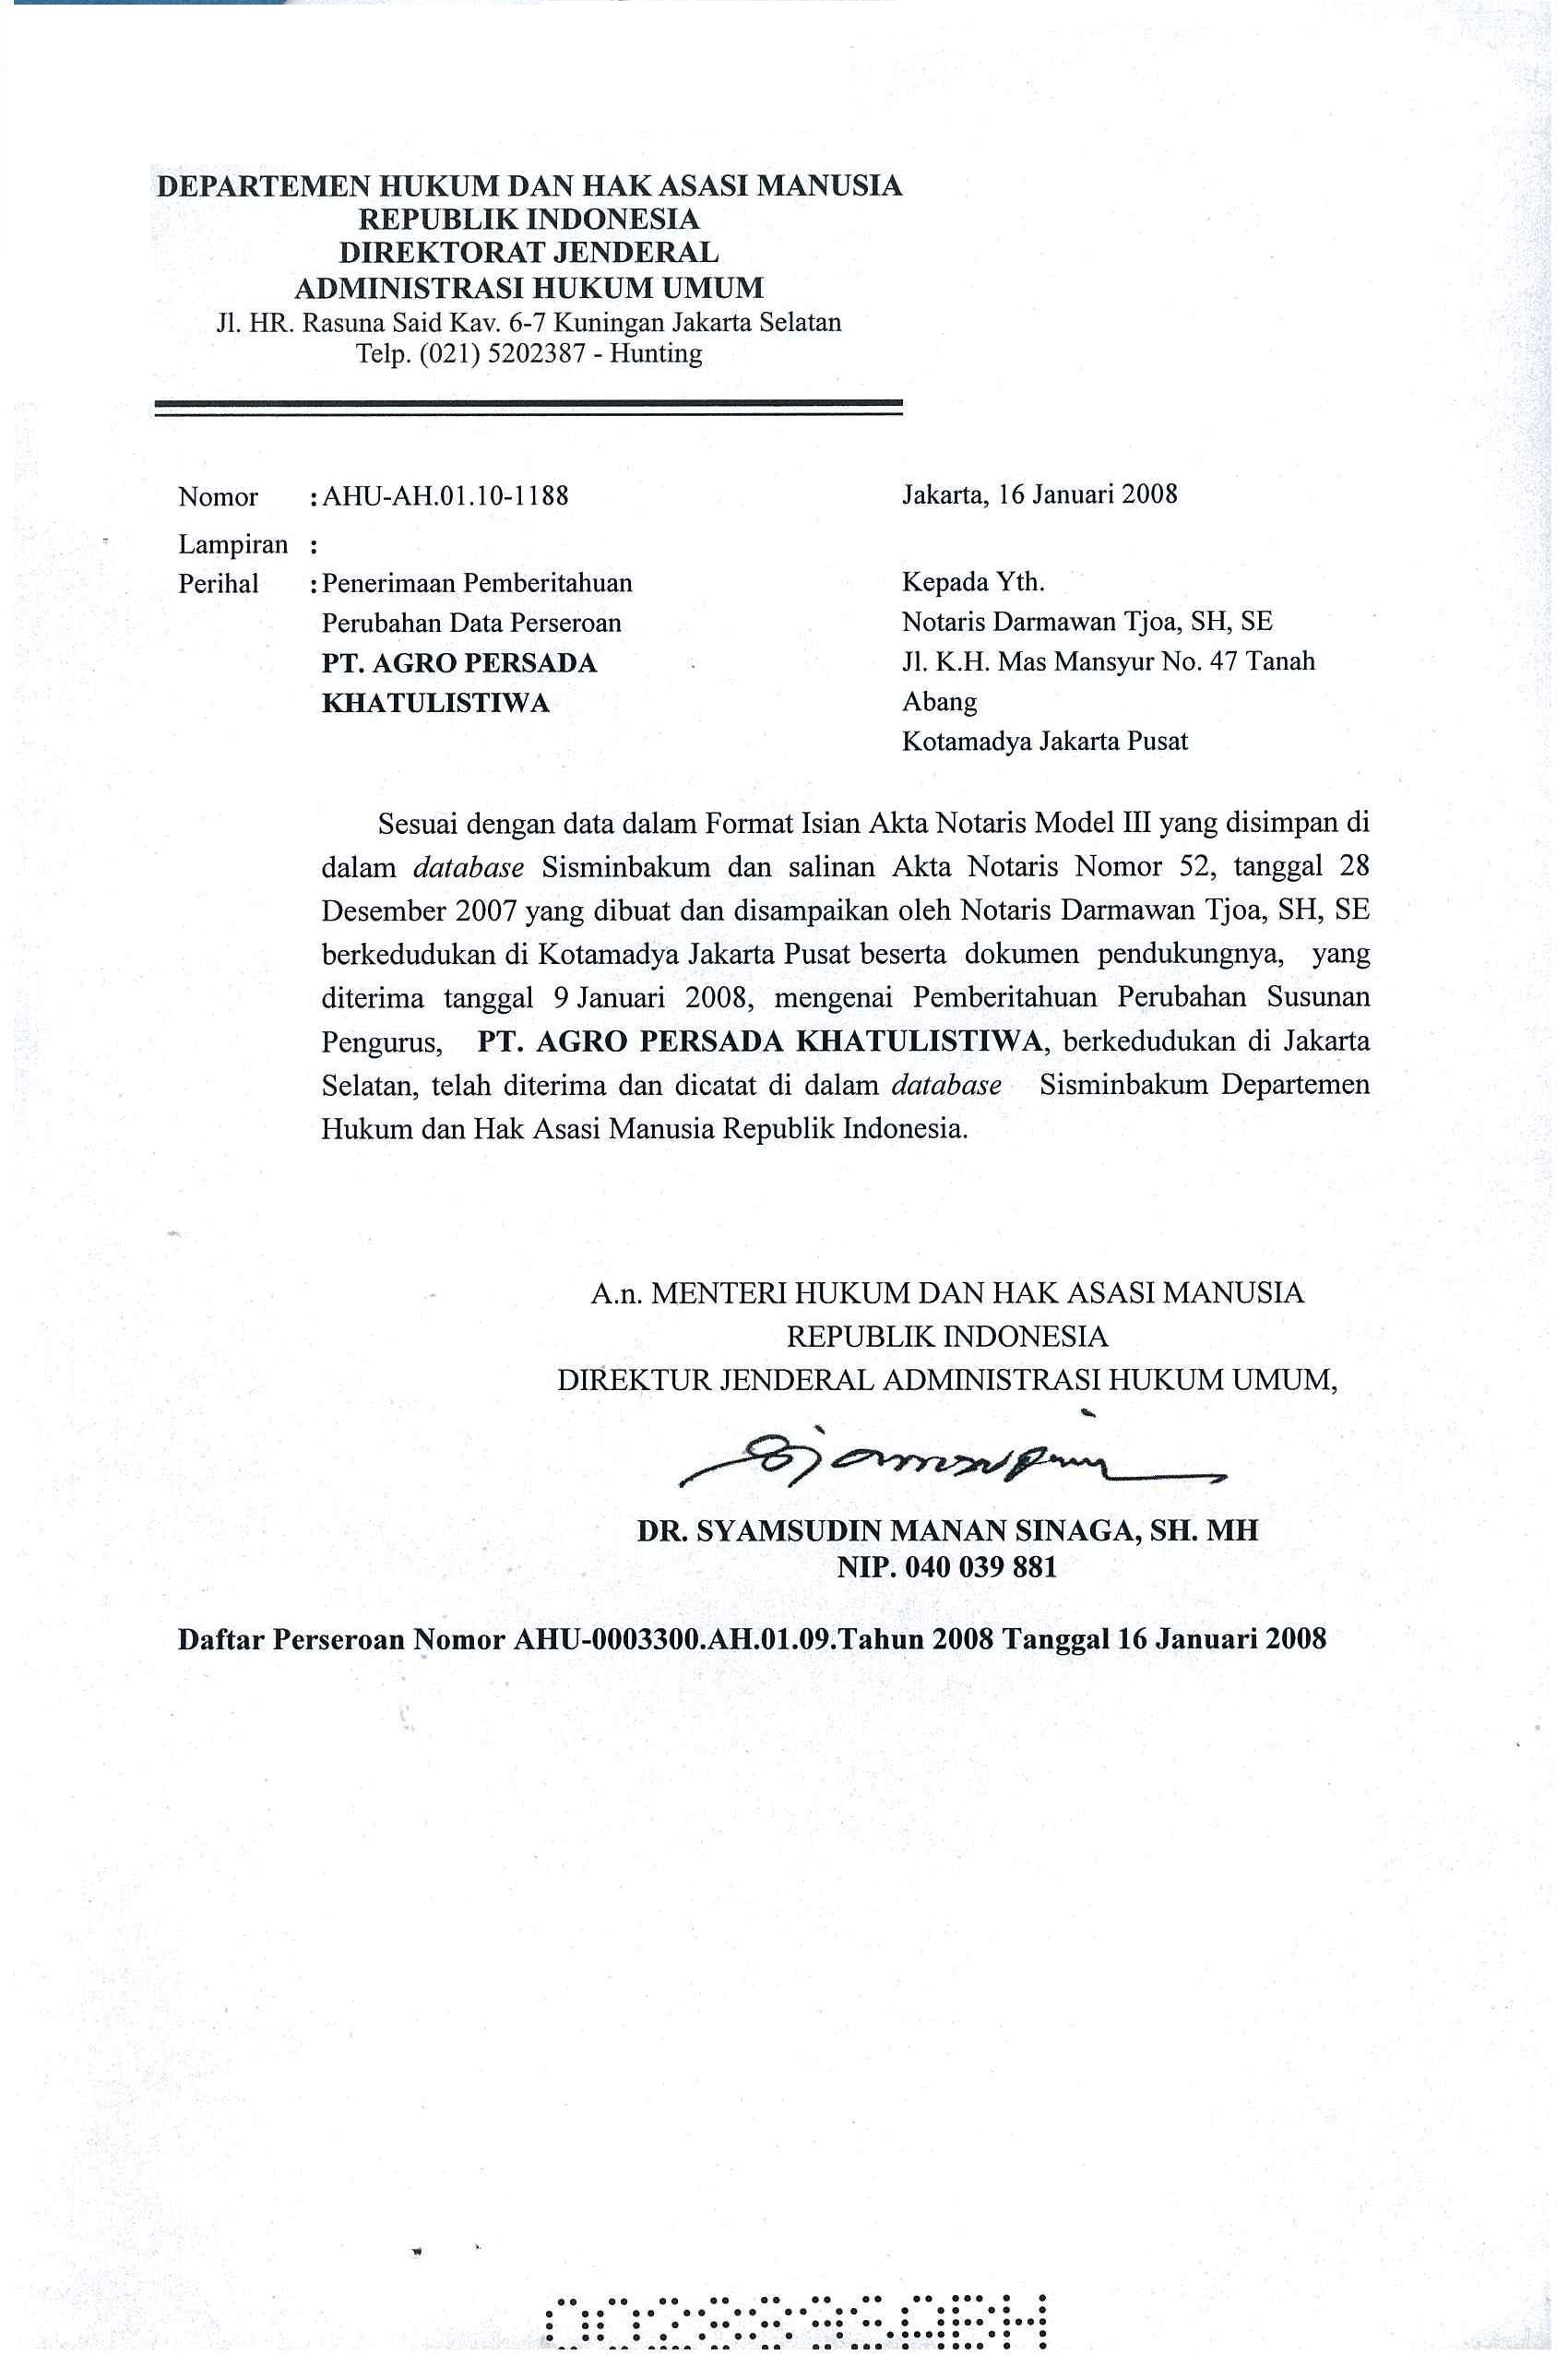 DEPARTEMEN HUKUM DAN HAK ASASI MANUSIA
REPUBLIK INDONESIA
DIREKTORAT JENDERAL
ADMINISTRASI HUKUM UMUM
Jl. HR. Rasuna Said Kav. 6-7 Kuningan Jakarta Selatan
Telp. (021) 5202387 - Hunting
Nomor : AHU-AH.01.10-1188
Jakarta, 16 Januari 2008
Lampiran :
Perihal : Penerimaan Pemberitahuan
Perubahan Data Perseroan
PT. AGRO PERSADA
KHATULISTIWA
Kepada Yth.
Notaris Darmawan Tjoa, SH, SE
Jl. K.H. Mas Mansyur No. 47 Tanah
Abang
Kotamadya Jakarta Pusat
Sesuai dengan data dalam Format Isian Akta Notaris Model III yang disimpan di
dalam database Sisminbakum dan salinan Akta Notaris Nomor 52, tanggal 28
Desember 2007 yang dibuat dan disampaikan oleh Notaris Darmawan Tjoa, SH, SE
berkedudukan di Kotamadya Jakarta Pusat beserta dokumen pendukungnya, yang
diterima tanggal 9 Januari 2008, mengenai Pemberitahuan Perubahan Susunan
Pengurus, PT. AGRO PERSADA KHATULISTIWA, berkedudukan di Jakarta
Selatan, telah diterima dan dicatat di dalam database Sisminbakum Departemen
Hukum dan Hak Asasi Manusia Republik Indonesia.
A.n. MENTERI HUKUM DAN HAK ASASI MANUSIA
REPUBLIK INDONESIA
DIREKTUR JENDERAL ADMINISTRASI HUKUM UMUM,
DR. SYAMSUDIN MANAN SINAGA, SH. MH
NIP. 040 039 881
Daftar Perseroan Nomor AHU-0003300.AH.01.09.Tahun 2008 Tanggal 16 Januari 2008